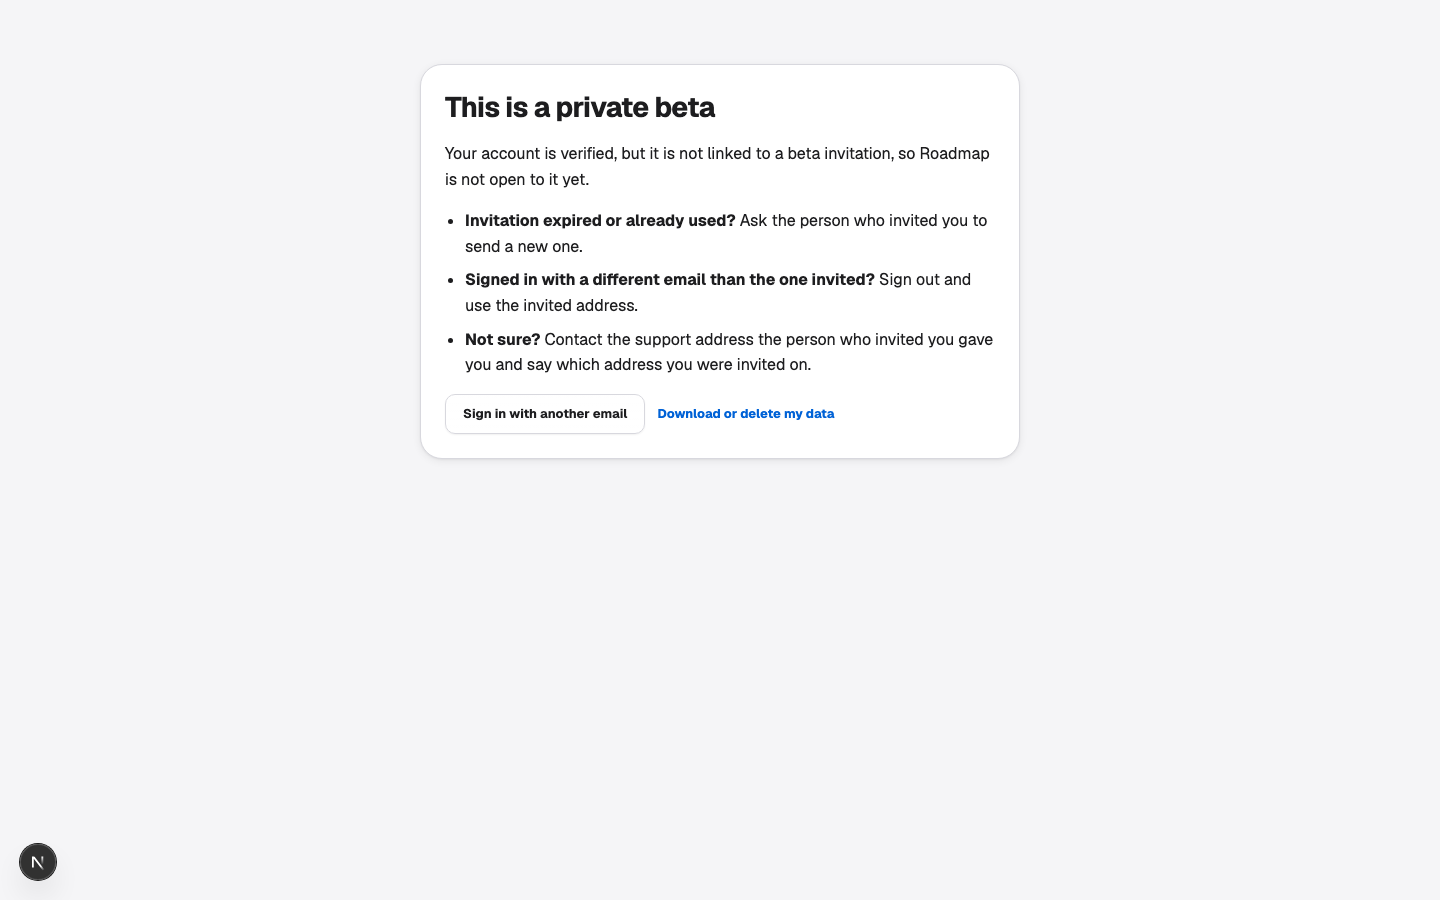 This is a private beta
Your account is verified, but it is not linked to a beta invitation, so Roadmap
is not open to it yet.
• Invitation expired or already used? Ask the person who invited you to
send a new one.
• Signed in with a different email than the one invited? Sign out and
use the invited address.
• Not sure? Contact the support address the person who invited you gave
you and say which address you were invited on.
Sign in with another email Download or delete my data
N